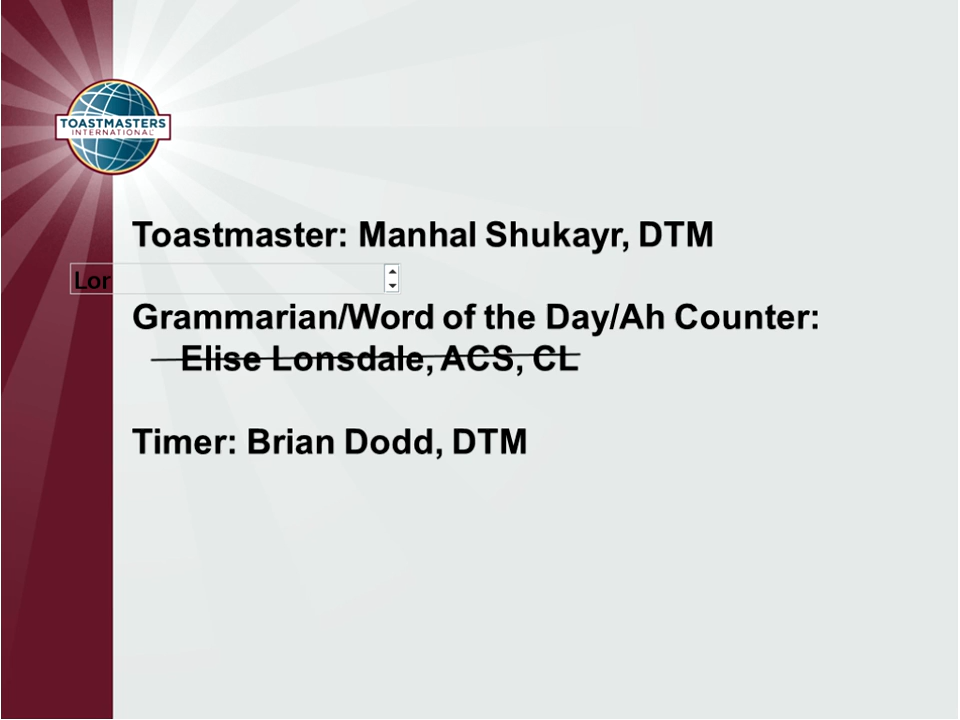 TOASTMASTERS
INTERNATIONAL
Toastmaster: Manhal Shukayr, DTM
Lor
Grammarian/Word of the Day/Ah Counter:
Elise Lonsdale, ACS, CL
Timer: Brian Dodd, DTM